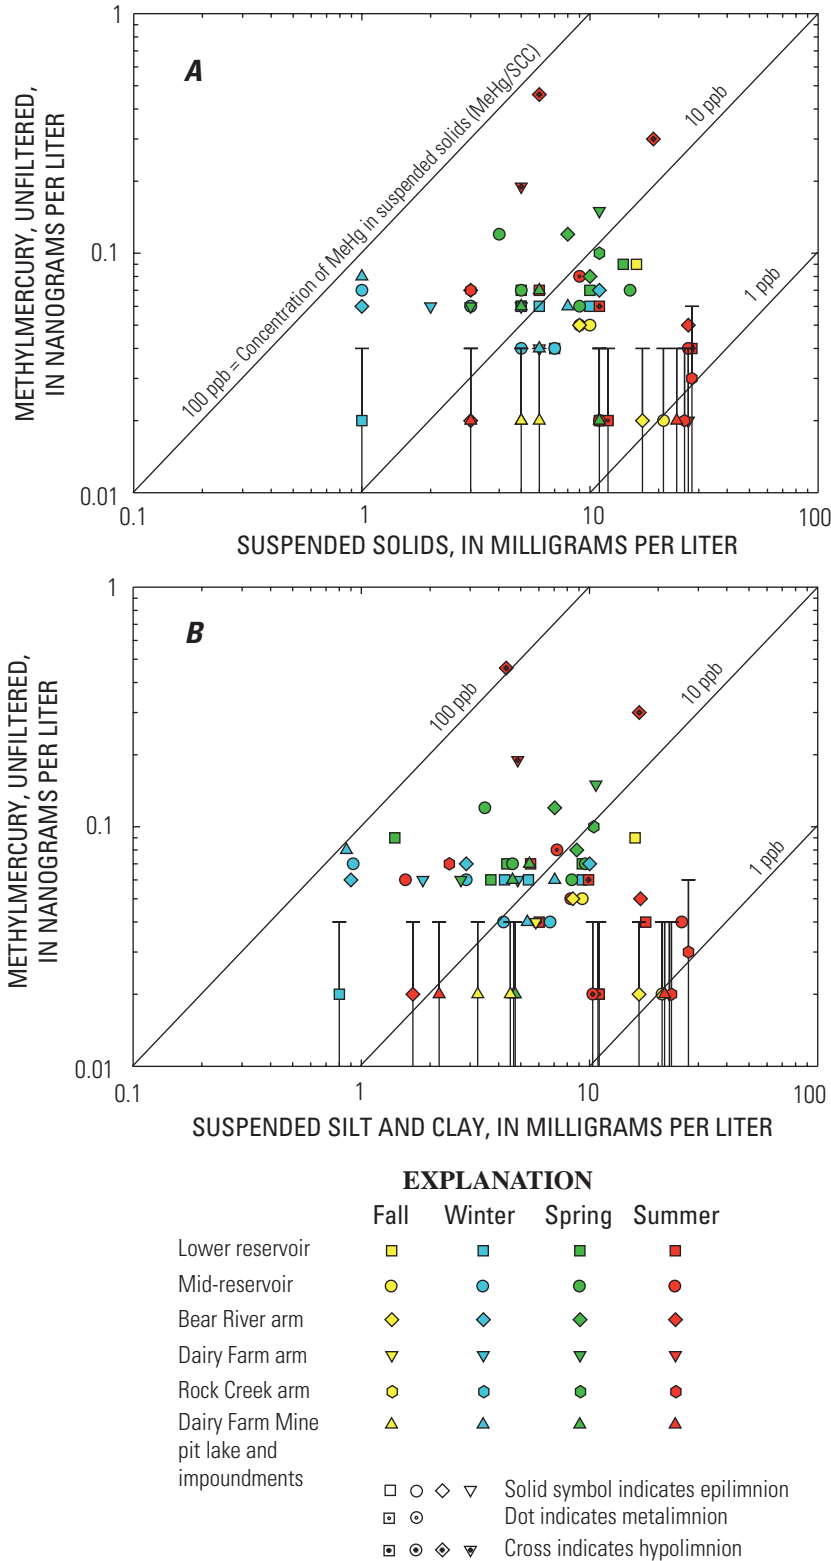 A
METHYLMERCURY, UNFILTERED,
IN NANOGRAMS PER LITER
1
0.1
0.01
100 ppb = Concentration of MeHg in suspended solids (MeHg/SCC)
10 ppb
1 ppb
0.1
1
10
100
SUSPENDED SOLIDS, IN MILLIGRAMS PER LITER
B
METHYLMERCURY, UNFILTERED,
IN NANOGRAMS PER LITER
1
0.1
0.01
100 ppb
10 ppb
1 ppb
0.1
1
10
100
SUSPENDED SILT AND CLAY, IN MILLIGRAMS PER LITER
EXPLANATION
Fall Winter Spring Summer
Lower reservoir
Mid-reservoir
Bear River arm
Dairy Farm arm
Rock Creek arm
Dairy Farm Mine
pit lake and
impoundments
Solid symbol indicates epilimnion
Dot indicates metalimnion
Cross indicates hypolimnion